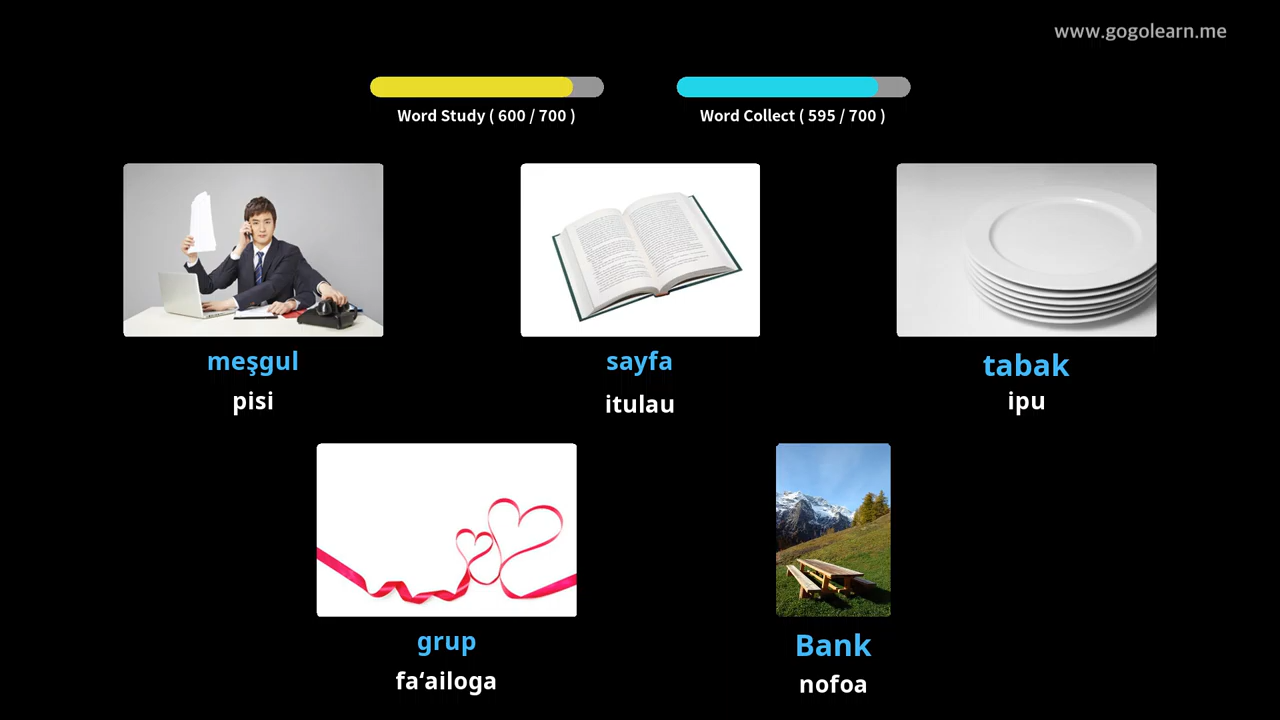 www.gogolearn.me
Word Study ( 600 / 700 )
Word Collect ( 595 / 700 )
meşgul
pisi
sayfa
itulau
tabak
ipu
grup
fa‘ailoga
Bank
nofoa